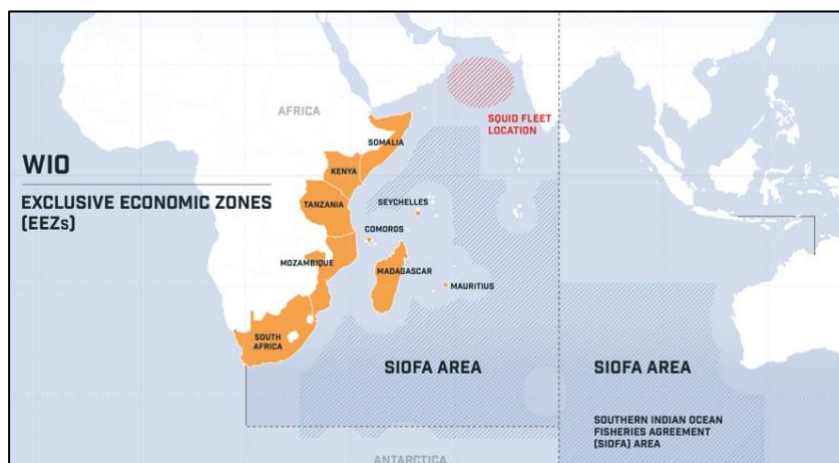 AFRICA
SQUID FLEET
LOCATION
SOMALIA
WIO
KENYA
EXCLUSIVE ECONOMIC ZONES
(EEZs)
TANZANIA
SEYCHELLES
COMOROS
MOZAMBIQUE
MADAGASCAR
MAURITIUS
SOUTH
AFRICA
SIOFA AREA
SIOFA AREA
SOUTHERN INDIAN OCEAN
FISHERIES AGREEMENT
(SIOFA) AREA
ANTARCTICA